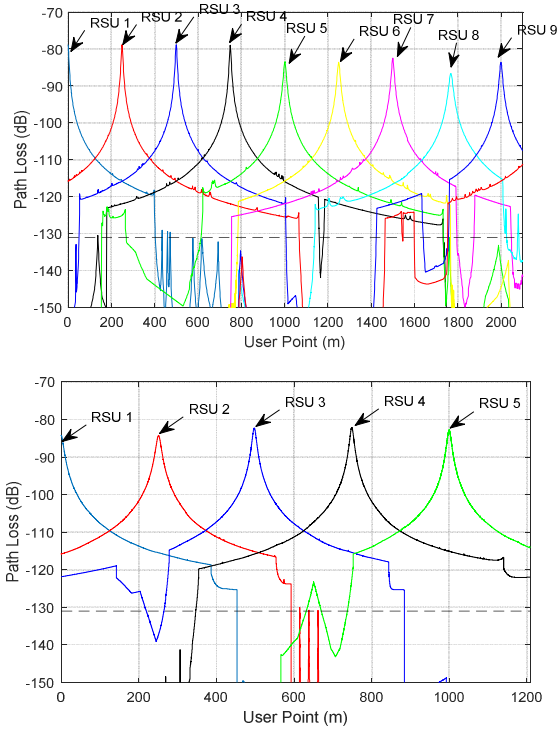 RSU 1
RSU 2
RSU 3
RSU 4
RSU 5
RSU 6
RSU 7
RSU 8
RSU 9
-70
-80
-90
-100
-110
-120
-130
-140
-150
Path Loss (dB)
0
200
400
600
800
1000
1200
1400
1600
1800
2000
User Point (m)
RSU 1
RSU 2
RSU 3
RSU 4
RSU 5
-70
-80
-90
-100
-110
-120
-130
-140
-150
Path Loss (dB)
0
200
400
600
800
1000
1200
User Point (m)